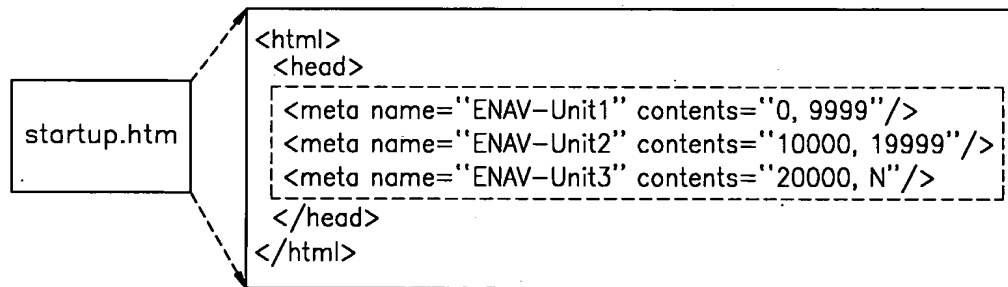 startup.htm
<html>
<head>
<meta name="ENAV-Unit1" contents="0, 9999"/>
<meta name="ENAV-Unit2" contents="10000, 19999"/>
<meta name="ENAV-Unit3" contents="20000, N"/>
</head>
</html>